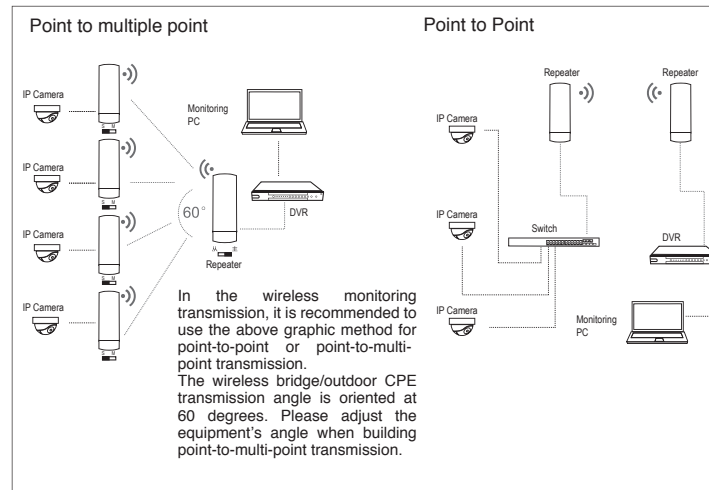 Point to multiple point
IP Camera
S M
IP Camera
S M
IP Camera
S M
IP Camera
S M
Monitoring
PC
DVR
60°
从 主
Repeater
In the wireless monitoring
transmission, it is recommended to
use the above graphic method for
point-to-point or point-to-multi-
point transmission.
The wireless bridge/outdoor CPE
transmission angle is oriented at
60 degrees. Please adjust the
equipment's angle when building
point-to-multi-point transmission.
Point to Point
Repeater
Repeater
IP Camera
IP Camera
IP Camera
Switch
DVR
Monitoring
PC